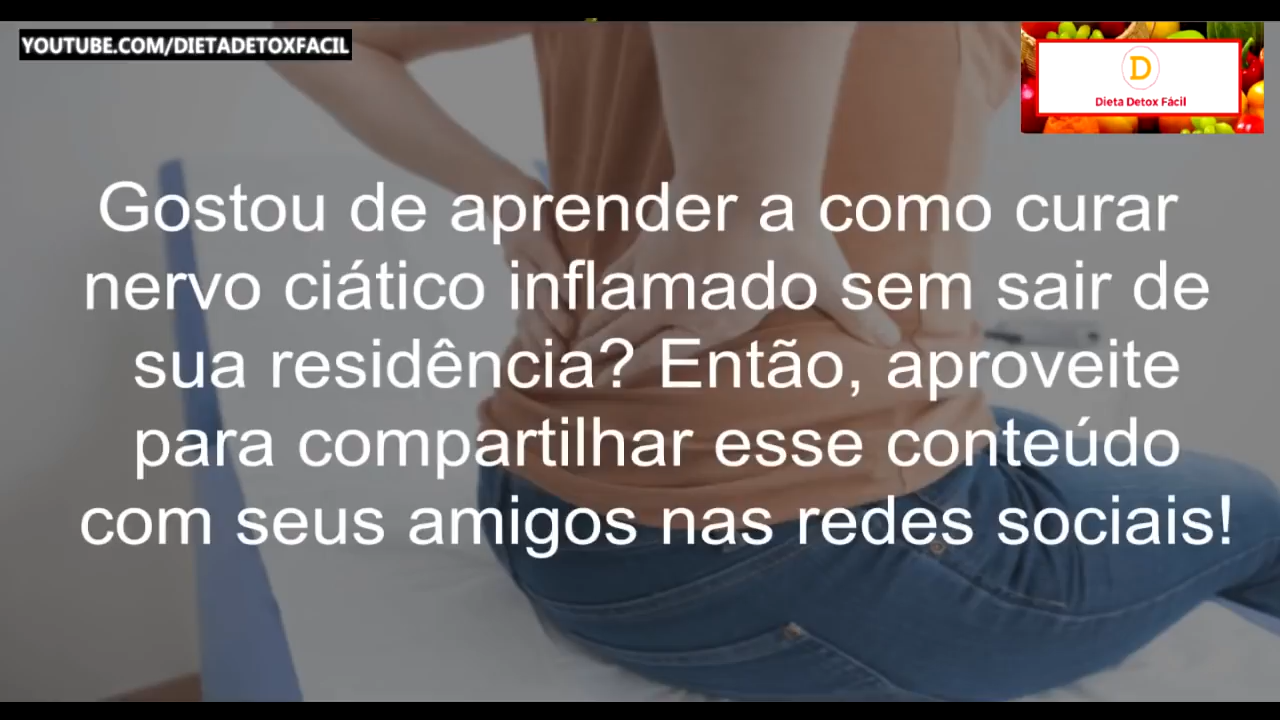 YOUTUBE.COM/DIETADETOXFACIL
D
Dieta Detox Fácil
Gostou de aprender a como curar
nervo ciático inflamado sem sair de
sua residência? Então, aproveite
para compartilhar esse conteúdo
com seus amigos nas redes sociais!